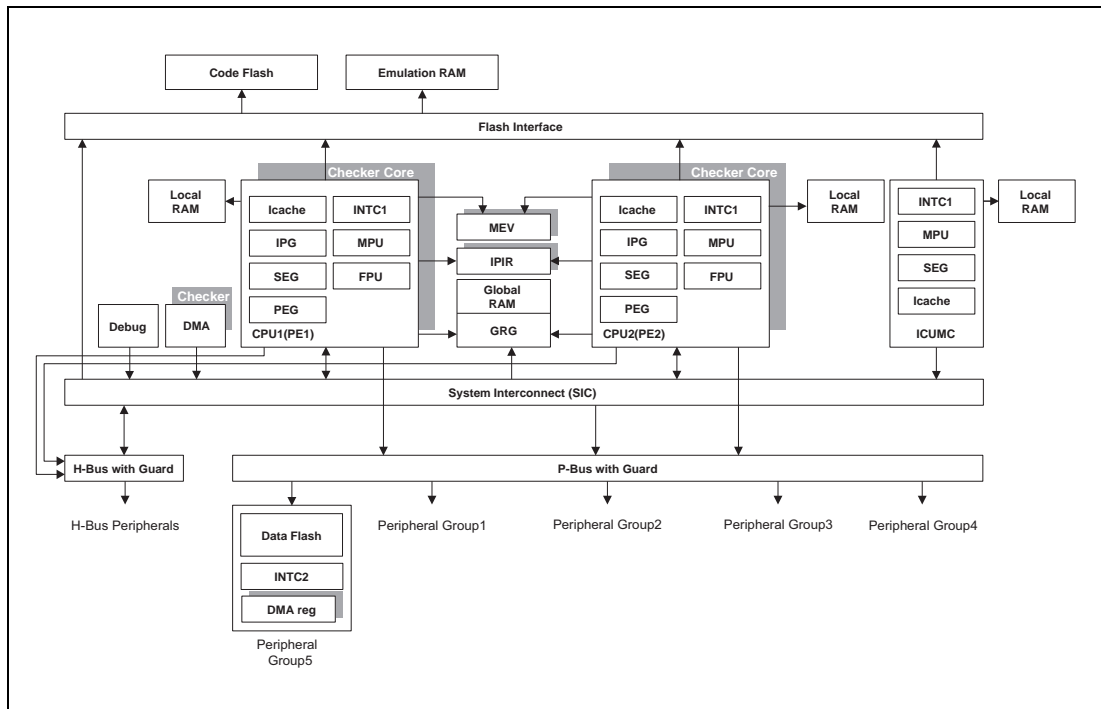 Code Flash
Emulation RAM
Flash Interface
Checker Core
Checker Core
Local
RAM
Icache
INTC1
IPG
MPU
SEG
FPU
PEG
CPU1(PE1)
MEV
IPIR
Global
RAM
GRG
Icache
INTC1
IPG
MPU
SEG
FPU
PEG
CPU2(PE2)
Local
RAM
INTC1
MPU
SEG
Icache
ICUMC
Local
RAM
Checker
Debug
DMA
System Interconnect (SIC)
H-Bus with Guard
P-Bus with Guard
H-Bus Peripherals
Peripheral Group1
Peripheral Group2
Peripheral Group3
Peripheral Group4
Data Flash
INTC2
DMA reg
Peripheral
Group5